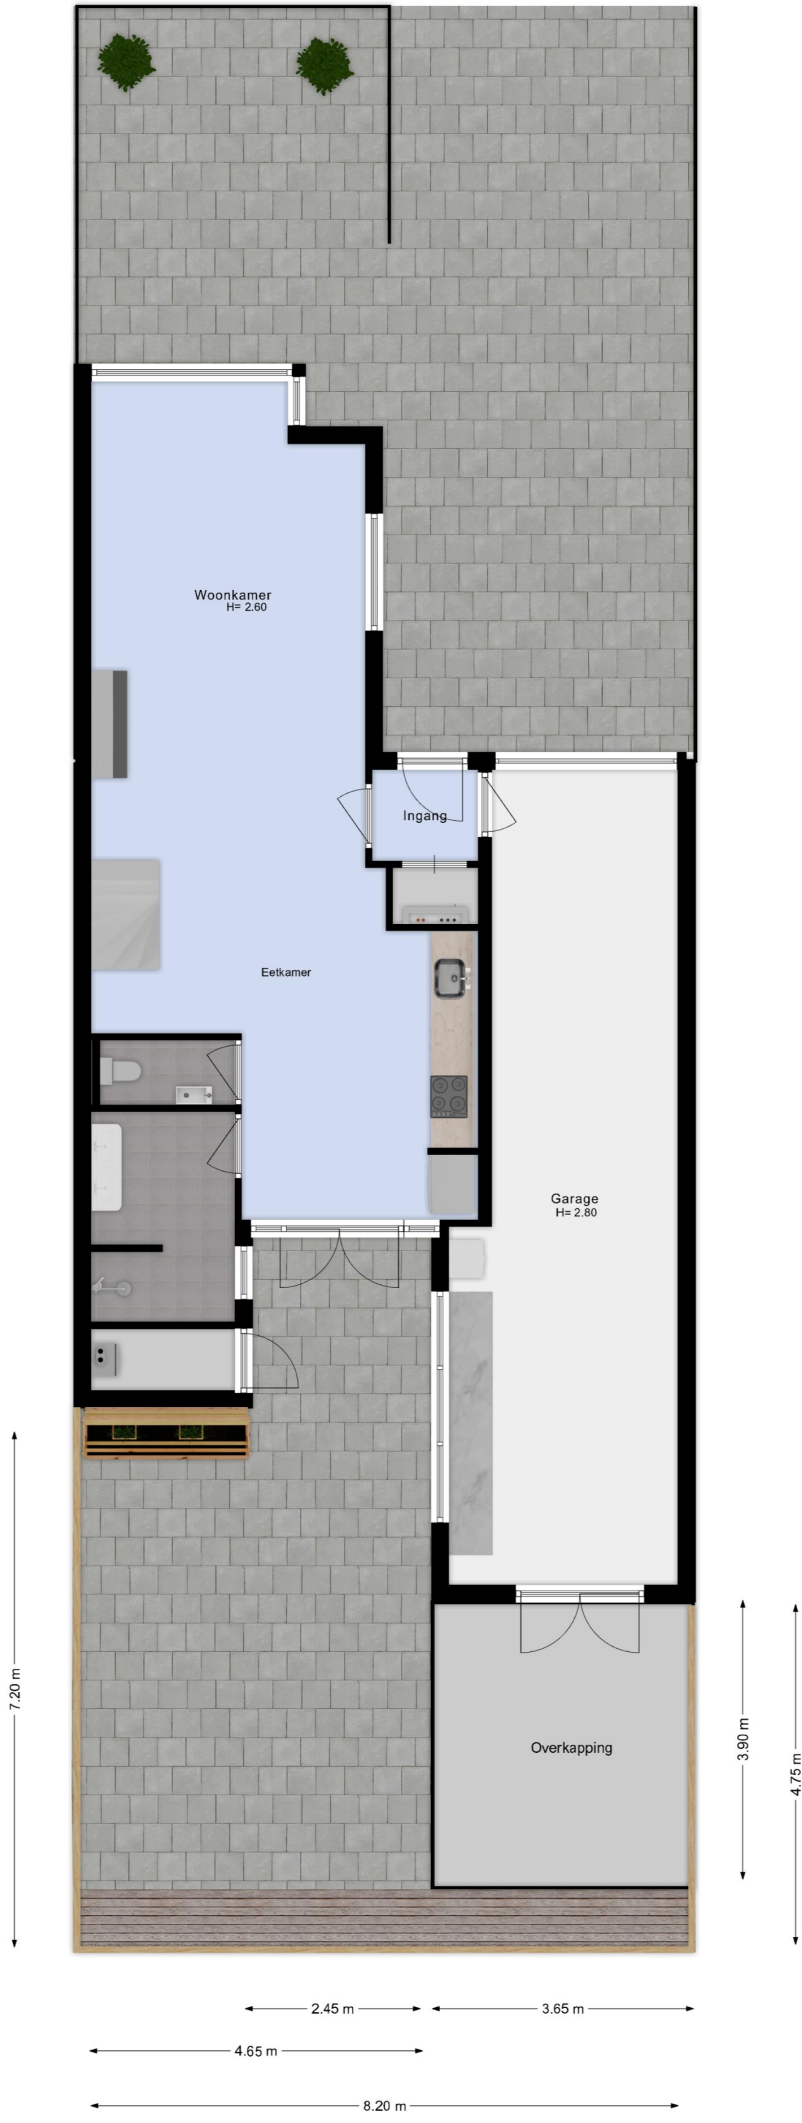 Woonkamer
H= 2.60
Ingang
Eetkamer
Garage
H= 2.80
7.20 m
Overkapping
3.90 m
4.75 m
2.45 m
3.65 m
4.65 m
8.20 m